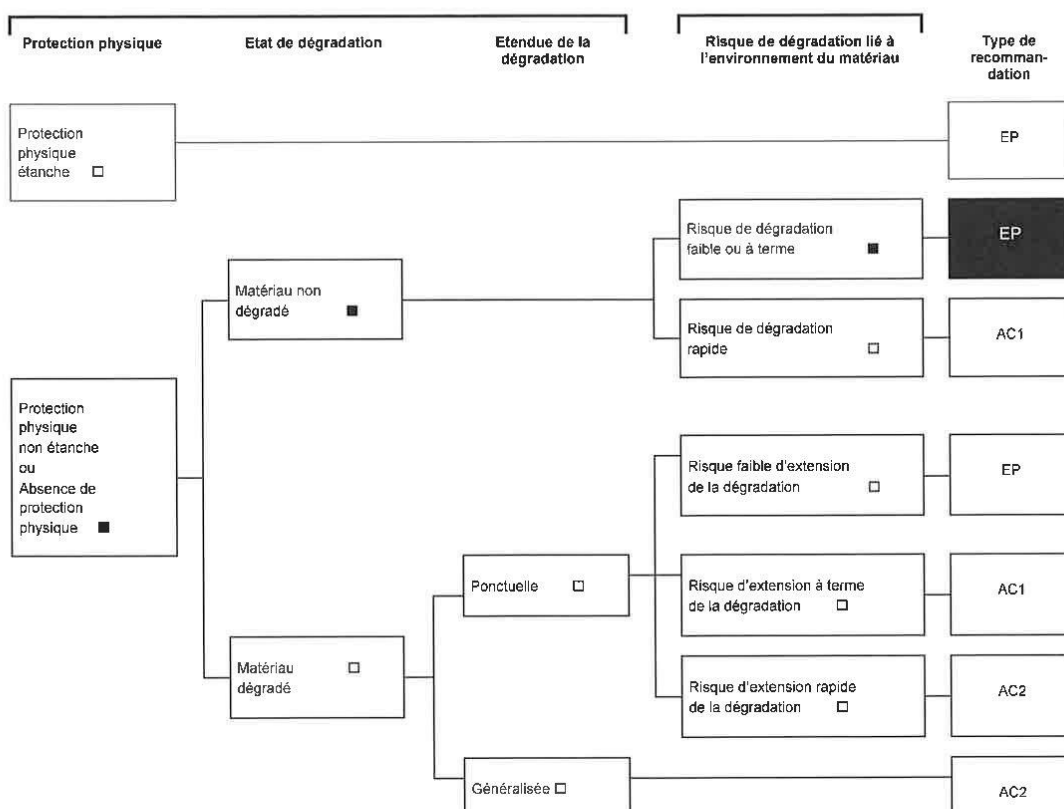 Protection physique
Etat de dégradation
Etendue de la
dégradation
Risque de dégradation lié à
l'environnement du matériau
Type de
recomman-
dation
Protection
physique
étanche □
EP
Risque de dégradation
faible ou à terme ■
EP
Matériau non
dégradé ■
Risque de dégradation
rapide □
AC1
Protection
physique
non étanche
ou
Absence de
protection
physique ■
Risque faible d'extension
de la dégradation □
EP
Ponctuelle □
Risque d'extension à terme
de la dégradation □
AC1
Matériau □
dégradé
Risque d'extension rapide
de la dégradation □
AC2
Généralisée □
AC2